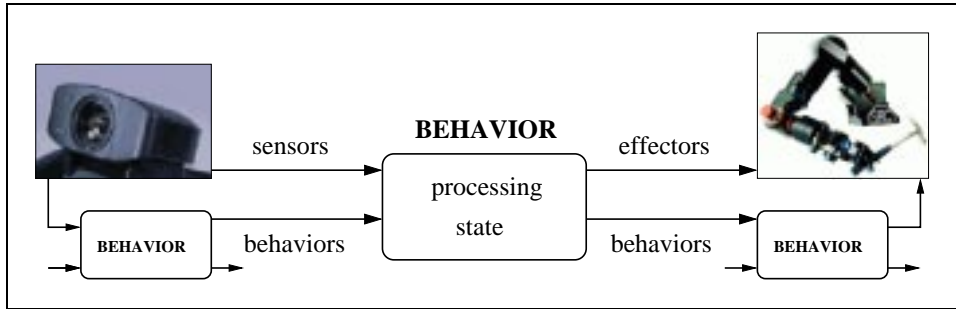 BEHAVIOR
sensors
effectors
processing
state
BEHAVIOR
behaviors
behaviors
BEHAVIOR